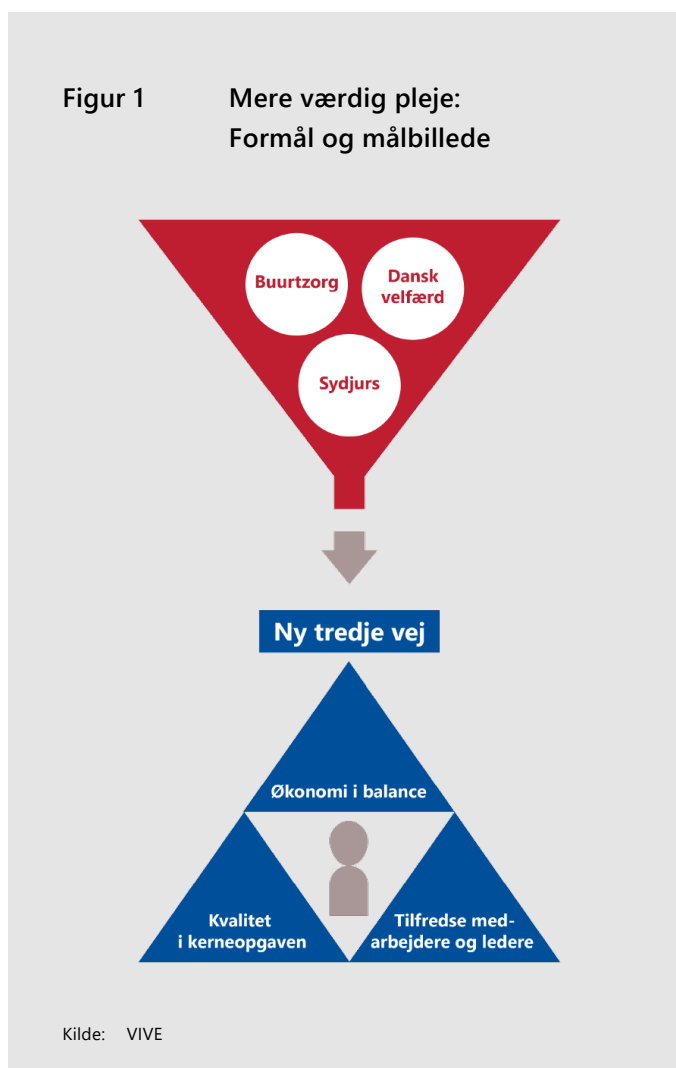 Figur 1 Mere værdig pleje:
Formål og målbillede
Buurtzorg
Dansk
velfærd
Sydjurs
Ny tredje vej
Økonomi i balance
Kvalitet
i kerneopgaven
Tilfredse med-
arbejdere og ledere
Kilde: VIVE